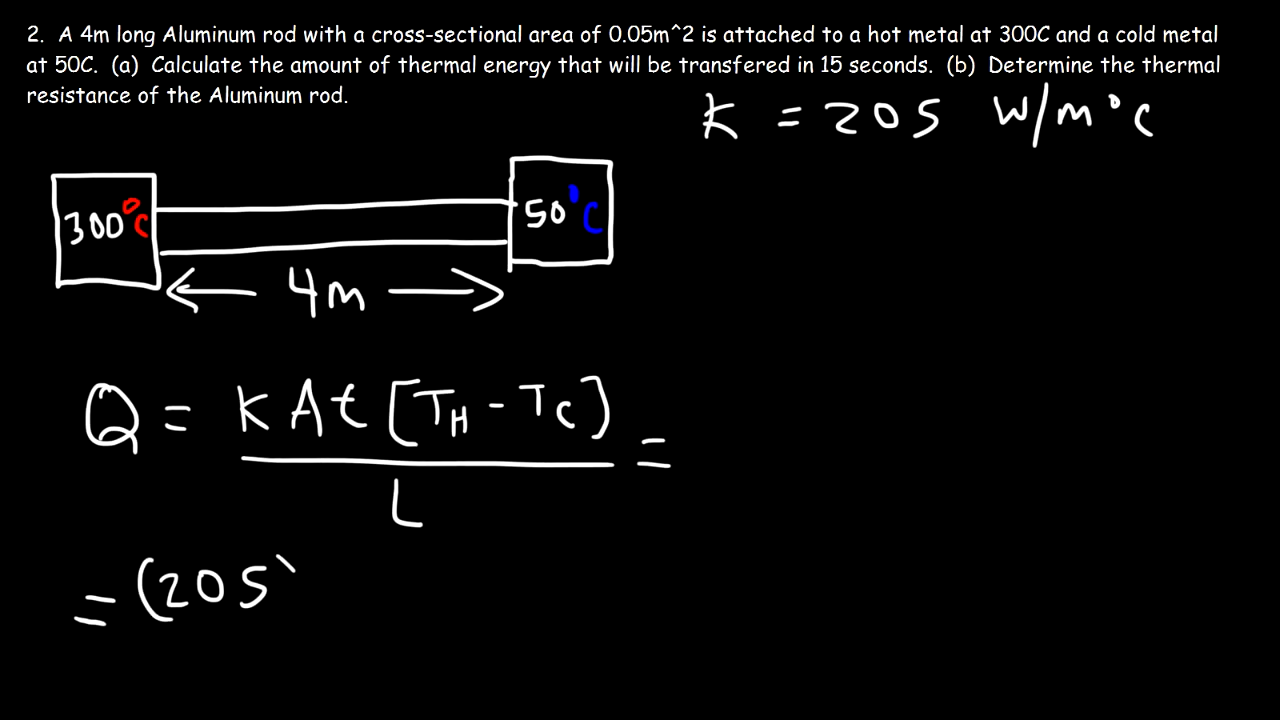 2. A 4m long Aluminum rod with a cross-sectional area of 0.05m^2 is attached to a hot metal at 300C and a cold metal
at 50C. (a) Calculate the amount of thermal energy that will be transfered in 15 seconds. (b) Determine the thermal
resistance of the Aluminum rod.
K = 205 W/m°C
300°C
50°C
4m
Q = KAt[TH - TC] =
L
= (205)